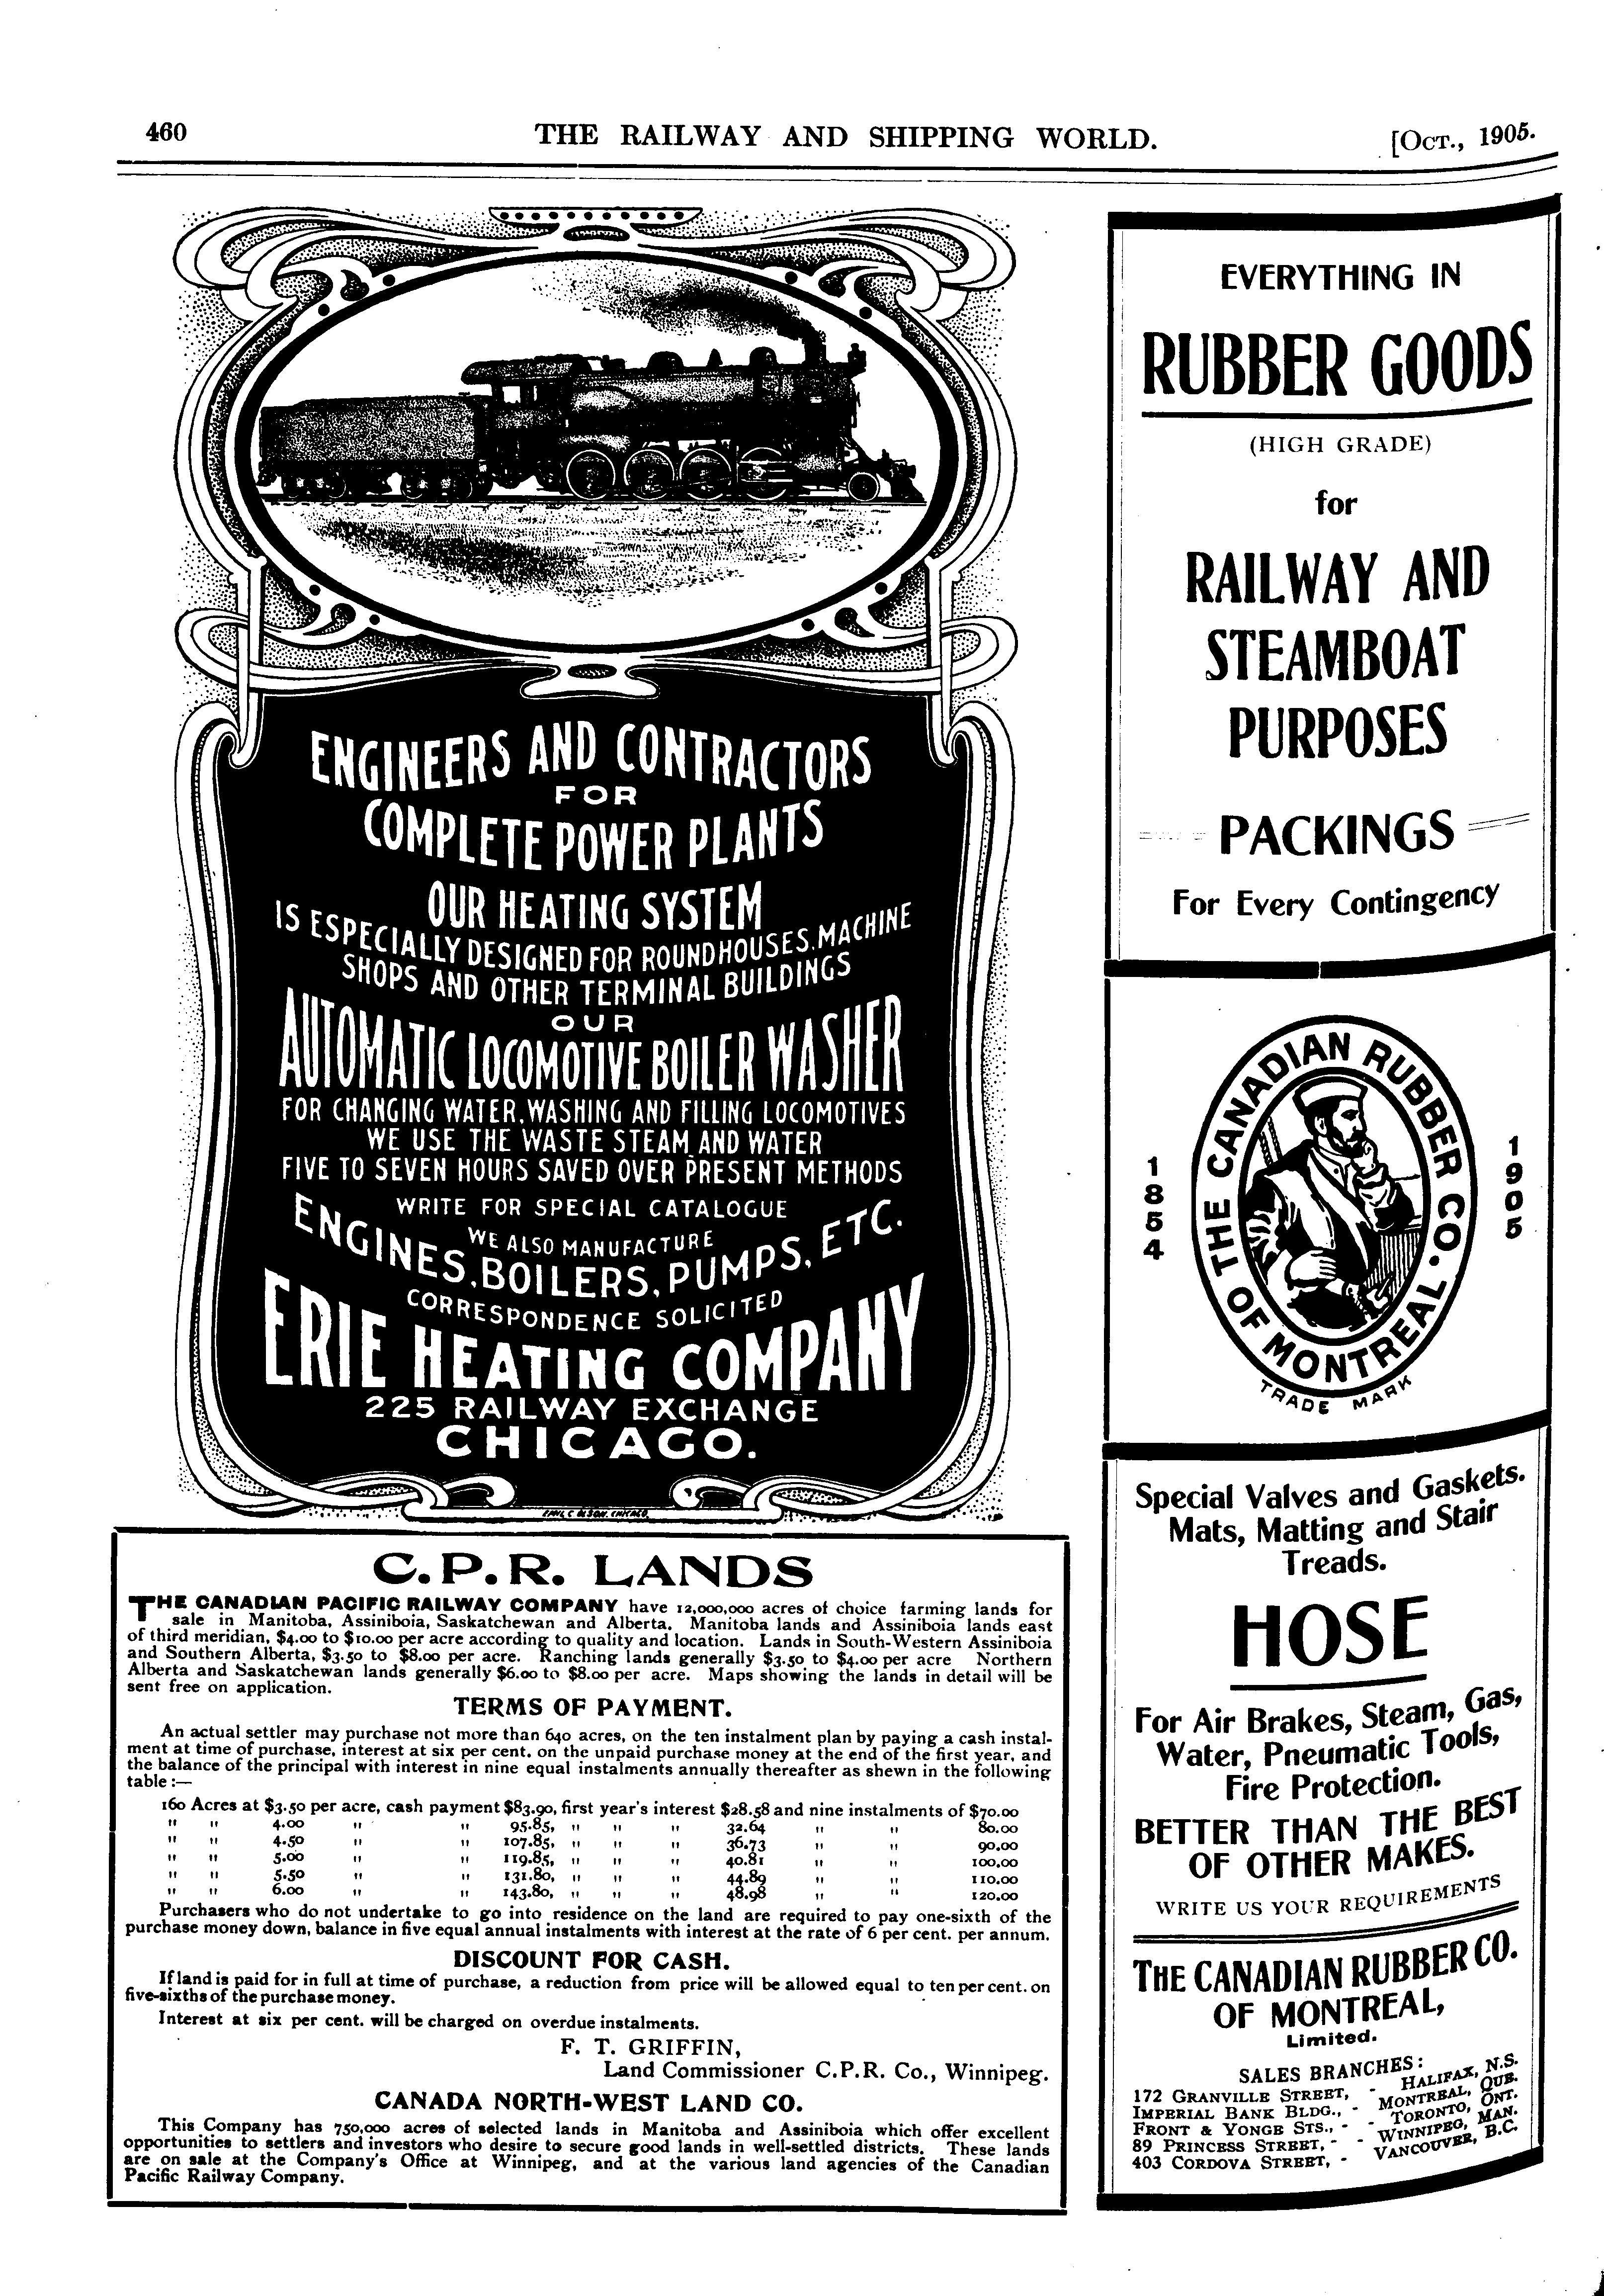 460
THE RAILWAY AND SHIPPING WORLD.
[OCT., 1905.
ENGINEERS AND CONTRACTORS
FOR
COMPLETE POWER PLANTS
OUR HEATING SYSTEM
IS ESPECIALLY DESIGNED FOR ROUNDHOUSES, MACHINE
SHOPS AND OTHER TERMINAL BUILDINGS
OUR
AUTOMATIC LOCOMOTIVE BOILER WASHER
FOR CHANGING WATER, WASHING AND FILLING LOCOMOTIVES
WE USE THE WASTE STEAM AND WATER
FIVE TO SEVEN HOURS SAVED OVER PRESENT METHODS
WRITE FOR SPECIAL CATALOGUE
WE ALSO MANUFACTURE
ENGINES, BOILERS, PUMPS, ETC.
CORRESPONDENCE SOLICITED
ERIE HEATING COMPANY
225 RAILWAY EXCHANGE
CHICAGO.
C. P. R. LANDS
THE CANADIAN PACIFIC RAILWAY COMPANY have 12,000,000 acres of choice farming lands for
sale in Manitoba, Assiniboia, Saskatchewan and Alberta. Manitoba lands and Assiniboia lands east
of third meridian, $4.00 to $10.00 per acre according to quality and location. Lands in South-Western Assiniboia
and Southern Alberta, $3.50 to $8.00 per acre. Ranching lands generally $3.50 to $4.00 per acre Northern
Alberta and Saskatchewan lands generally $6.00 to $8.00 per acre. Maps showing the lands in detail will be
sent free on application.
TERMS OF PAYMENT.
An actual settler may purchase not more than 640 acres, on the ten instalment plan by paying a cash instal-
ment at time of purchase, interest at six per cent. on the unpaid purchase money at the end of the first year, and
the balance of the principal with interest in nine equal instalments annually thereafter as shewn in the following
table :—
160 Acres at $3.50 per acre, cash payment $83.90, first year's interest $28.58 and nine instalments of $70.00
" " 4.00 " " 95.85, " " " 32.64 " " 80.00
" " 4.50 " " 107.85, " " " 36.73 " " 90.00
" " 5.00 " " 119.85, " " " 40.81 " " 100.00
" " 5.50 " " 131.80, " " " 44.89 " " 110.00
" " 6.00 " " 143.80, " " " 48.98 " " 120.00
Purchasers who do not undertake to go into residence on the land are required to pay one-sixth of the
purchase money down, balance in five equal annual instalments with interest at the rate of 6 per cent. per annum.
DISCOUNT FOR CASH.
If land is paid for in full at time of purchase, a reduction from price will be allowed equal to ten per cent. on
five-sixths of the purchase money.
Interest at six per cent. will be charged on overdue instalments.
F. T. GRIFFIN,
Land Commissioner C.P.R. Co., Winnipeg.
CANADA NORTH-WEST LAND CO.
This Company has 750,000 acres of selected lands in Manitoba and Assiniboia which offer excellent
opportunities to settlers and investors who desire to secure good lands in well-settled districts. These lands
are on sale at the Company's Office at Winnipeg, and at the various land agencies of the Canadian
Pacific Railway Company.
EVERYTHING IN
RUBBER GOODS
(HIGH GRADE)
for
RAILWAY AND
STEAMBOAT
PURPOSES
PACKINGS
For Every Contingency
1854
THE CANADIAN RUBBER CO.
OF MONTREAL.
1905
TRADE MARK
Special Valves and Gaskets.
Mats, Matting and Stair
Treads.
HOSE
For Air Brakes, Steam, Gas,
Water, Pneumatic Tools,
Fire Protection.
BETTER THAN THE BEST
OF OTHER MAKES.
WRITE US YOUR REQUIREMENTS
THE CANADIAN RUBBER CO.
OF MONTREAL,
Limited.
SALES BRANCHES:
172 GRANVILLE STREET, - HALIFAX, N.S.
IMPERIAL BANK BLDG., - MONTREAL, QUE.
FRONT & YONGE STS., - - TORONTO, ONT.
89 PRINCESS STREET, - - WINNIPEG, MAN.
403 CORDOVA STREET, - VANCOUVER, B.C.